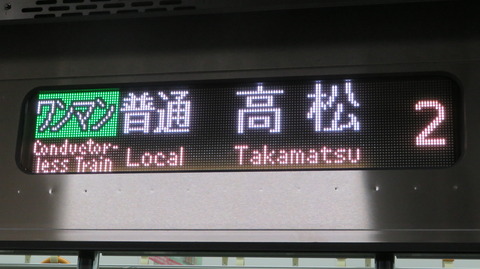 ワンマン 普通 高松 2
Conductor-
less Train Local Takamatsu